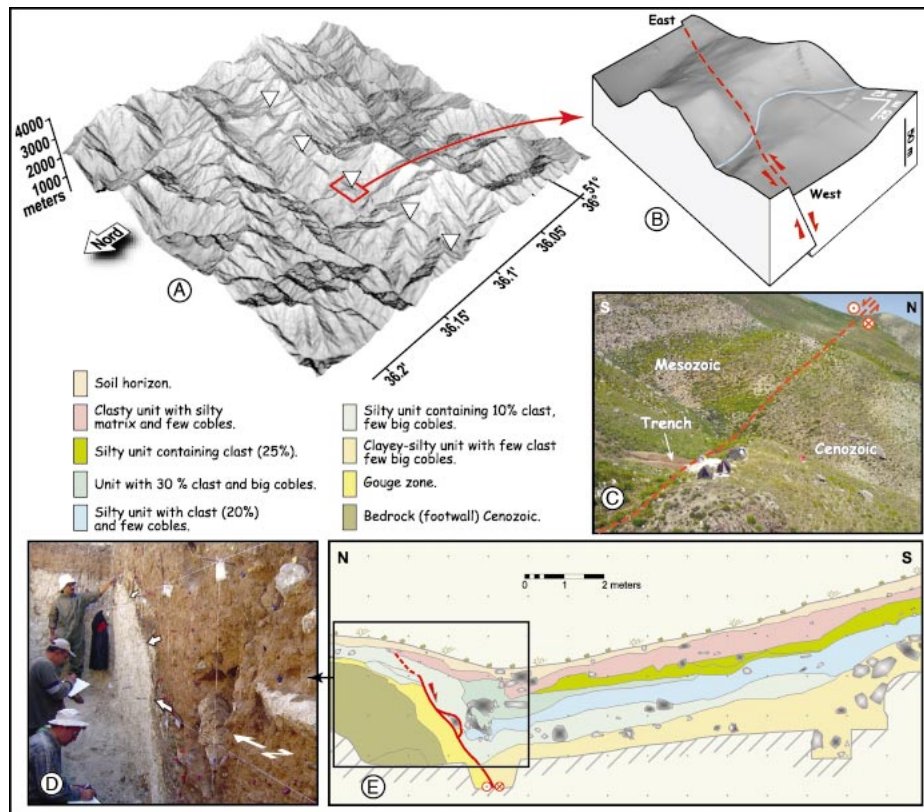 4000
3000
2000
1000
meters
Nord
A
36.2'
36.15'
36.1'
36.05'
36°
51°
East
West
B
S
N
Mesozoic
Trench
Cenozoic
C
Soil horizon.
Clasty unit with silty
matrix and few cobles.
Silty unit containing clast (25%).
Unit with 30 % clast and big cobles.
Silty unit with clast (20%)
and few cobles.
Silty unit containing 10% clast,
few big cobles.
Clayey-silty unit with few clast
few big cobles.
Gouge zone.
Bedrock (footwall) Cenozoic.
D
N
N
S
0 1 2 meters
E